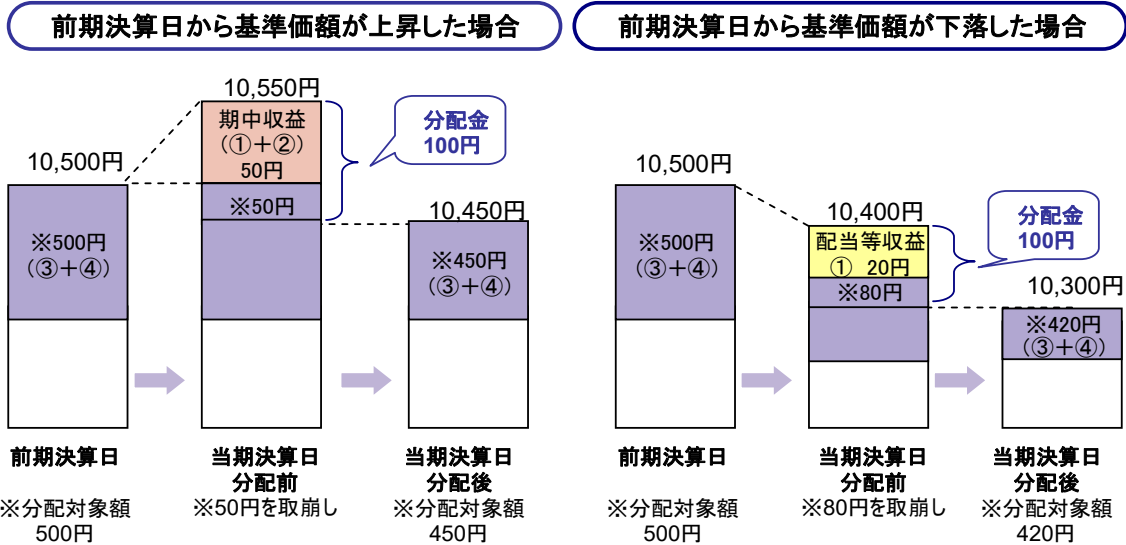 前期決算日から基準価額が上昇した場合
10,550円
期中収益
（①＋②）
50円
※50円
分配金
100円
10,500円
※500円
（③＋④）
10,450円
※450円
（③＋④）
前期決算日
※分配対象額
500円
当期決算日
分配前
※50円を取崩し
当期決算日
分配後
※分配対象額
450円
前期決算日から基準価額が下落した場合
10,500円
※500円
（③＋④）
10,400円
配当等収益
① 20円
※80円
分配金
100円
10,300円
※420円
（③＋④）
前期決算日
※分配対象額
500円
当期決算日
分配前
※80円を取崩し
当期決算日
分配後
※分配対象額
420円